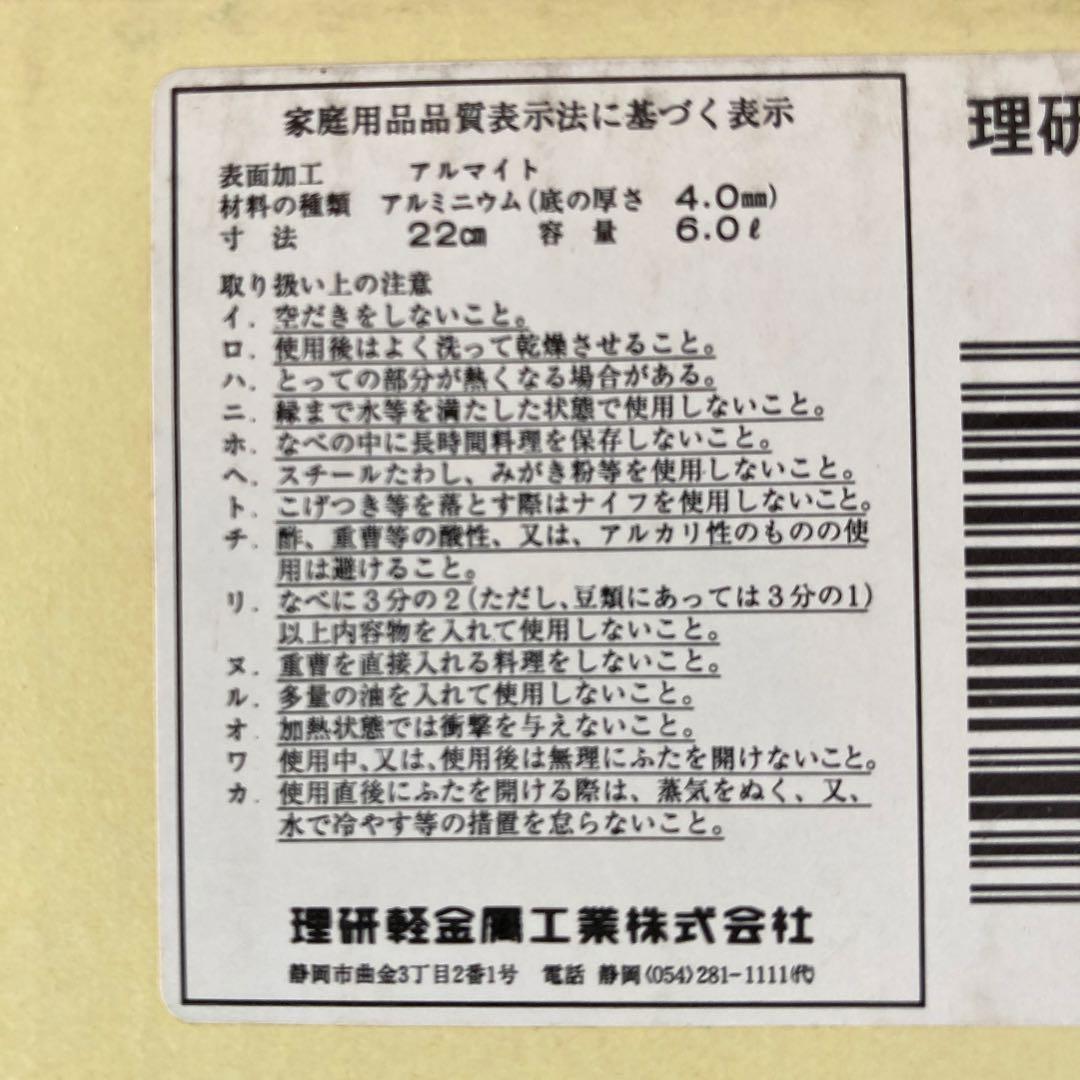 家庭用品品質表示法に基づく表示
表面加工 アルマイト
材料の種類 アルミニウム(底の厚さ 4.0㎜)
寸法 22㎝ 容量 6.0ℓ
取り扱い上の注意
イ. 空だきをしないこと。
ロ. 使用後はよく洗って乾燥させること。
ハ. とっての部分が熱くなる場合がある。
ニ. 縁まで水等を満たした状態で使用しないこと。
ホ. なべの中に長時間料理を保存しないこと。
ヘ. スチールたわし、みがき粉等を使用しないこと。
ト. こげつき等を落とす際はナイフを使用しないこと。
チ. 酢、重曹等の酸性、又は、アルカリ性のものの使
用は避けること。
リ. なべに3分の2(ただし、豆類にあっては3分の1)
以上内容物を入れて使用しないこと。
ヌ. 重曹を直接入れる料理をしないこと。
ル. 多量の油を入れて使用しないこと。
オ. 加熱状態では衝撃を与えないこと。
ワ. 使用中、又は、使用後は無理にふたを開けないこと。
カ. 使用直後にふたを開ける際は、蒸気をぬく、又、
水で冷やす等の措置を怠らないこと。
理研軽金属工業株式会社
静岡市曲金3丁目2番1号 電話 静岡(054)281-1111(代)
理研